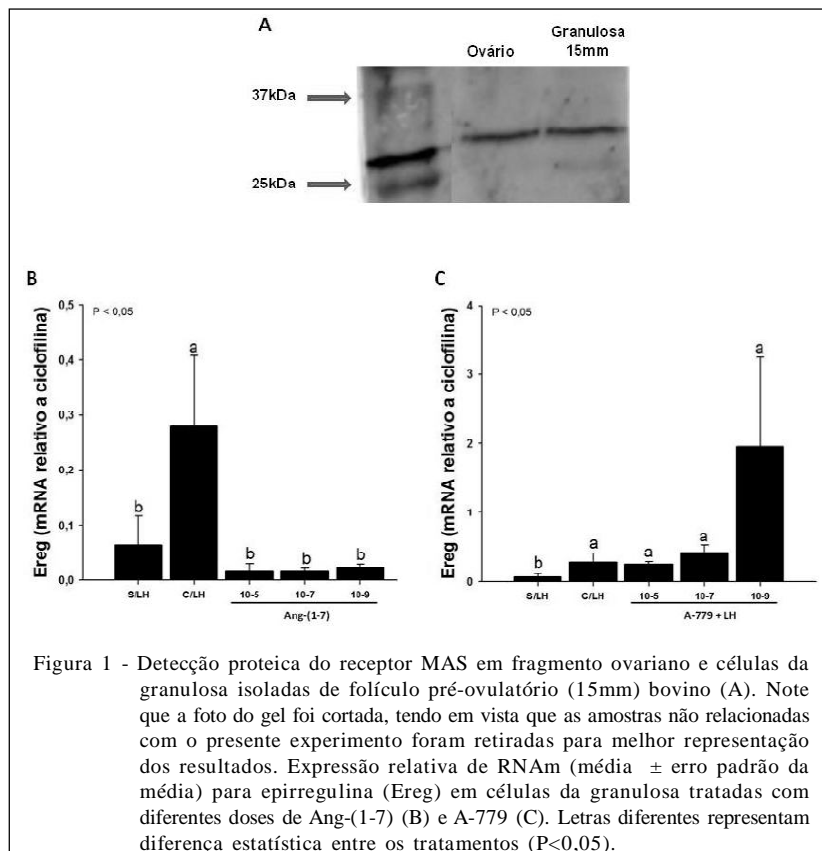 A
Ovário
Granulosa
15mm
37kDa
25kDa
B
Ereg (mRNA relativo a ciclofilina)
P < 0,05
0,5
0,4
0,3
0,2
0,1
0,0
b
a
b
b
b
S/LH
C/LH
10-5
10-7
10-9
Ang-(1-7)
C
Ereg (mRNA relativo a ciclofilina)
P < 0,05
4
3
2
1
0
b
a
a
a
a
S/LH
C/LH
10-5
10-7
10-9
A-779 + LH
Figura 1 - Detecção proteica do receptor MAS em fragmento ovariano e células da
granulosa isoladas de folículo pré-ovulatório (15mm) bovino (A). Note
que a foto do gel foi cortada, tendo em vista que as amostras não relacionadas
com o presente experimento foram retiradas para melhor representação
dos resultados. Expressão relativa de RNAm (média ± erro padrão da
média) para epirregulina (Ereg) em células da granulosa tratadas com
diferentes doses de Ang-(1-7) (B) e A-779 (C). Letras diferentes representam
diferença estatística entre os tratamentos (P<0,05).